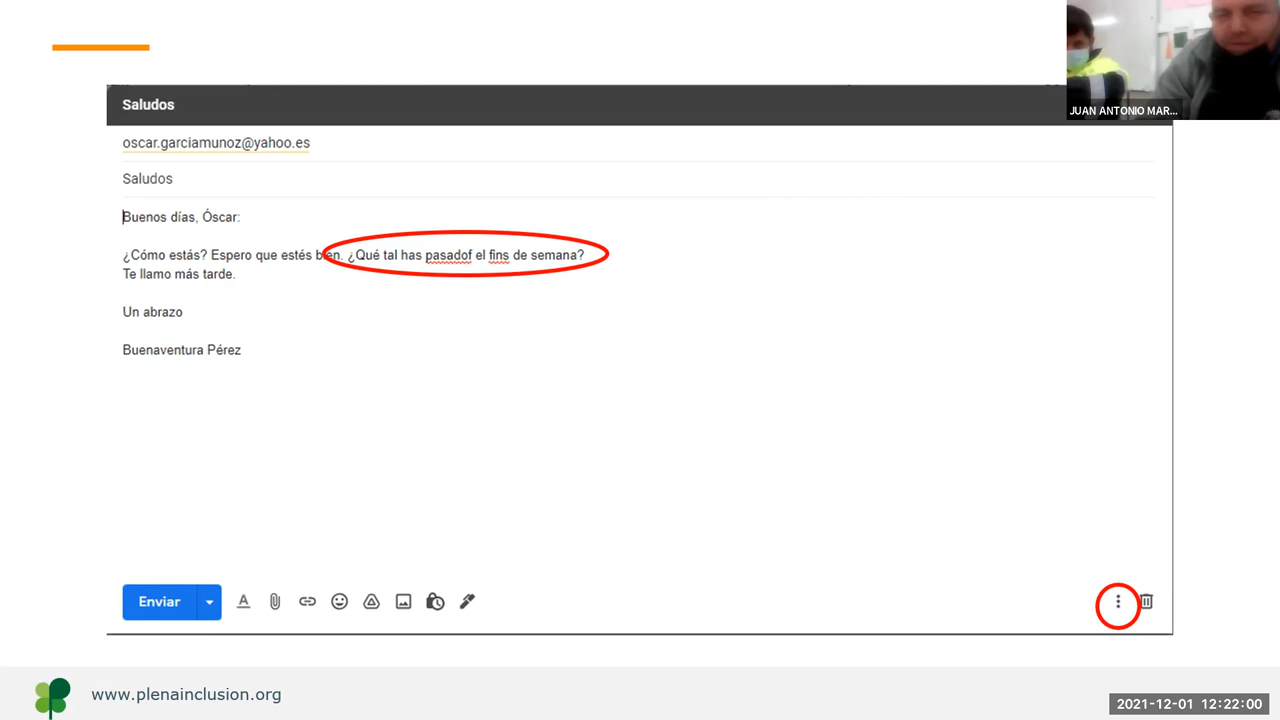 JUAN ANTONIO MAR...
Saludos
oscar.garciamunoz@yahoo.es
Saludos
Buenos días, Óscar:
¿Cómo estás? Espero que estés bien. ¿Qué tal has pasadof el fins de semana?
Te llamo más tarde.
Un abrazo
Buenaventura Pérez
Enviar
www.plenainclusion.org
2021-12-01 12:22:00